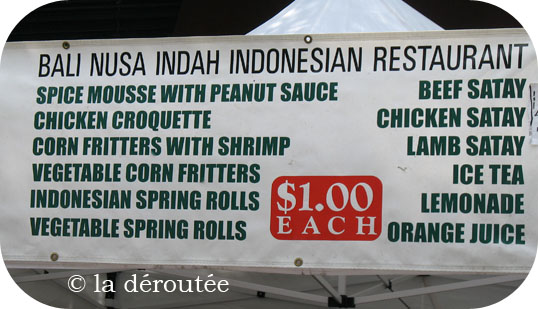 BALI NUSA INDAH INDONESIAN RESTAURANT
SPICE MOUSSE WITH PEANUT SAUCE
CHICKEN CROQUETTE
CORN FRITTERS WITH SHRIMP
VEGETABLE CORN FRITTERS
INDONESIAN SPRING ROLLS
VEGETABLE SPRING ROLLS
$1.00
EACH
BEEF SATAY
CHICKEN SATAY
LAMB SATAY
ICE TEA
LEMONADE
ORANGE JUICE
© la déroutée